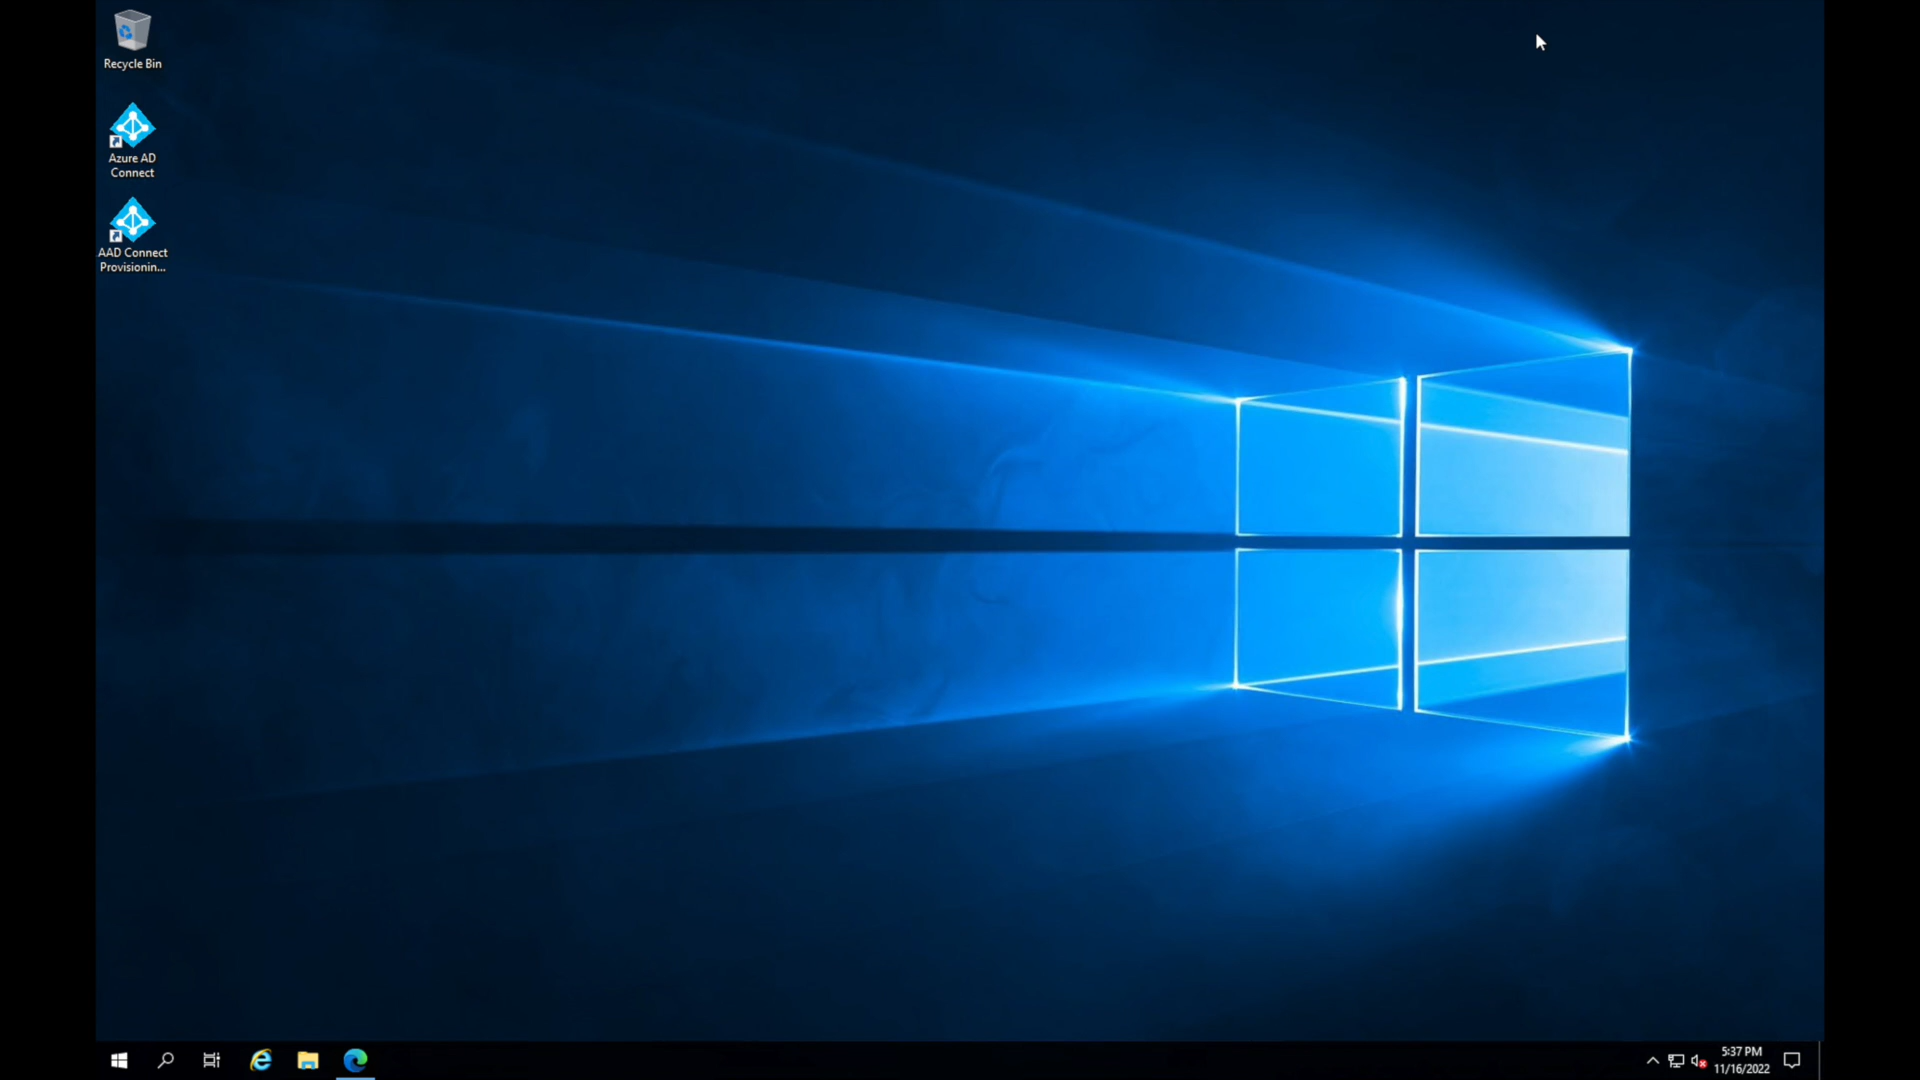 Recycle Bin
Azure AD
Connect
AAD Connect
Provisionin...
5:37 PM
11/16/2022